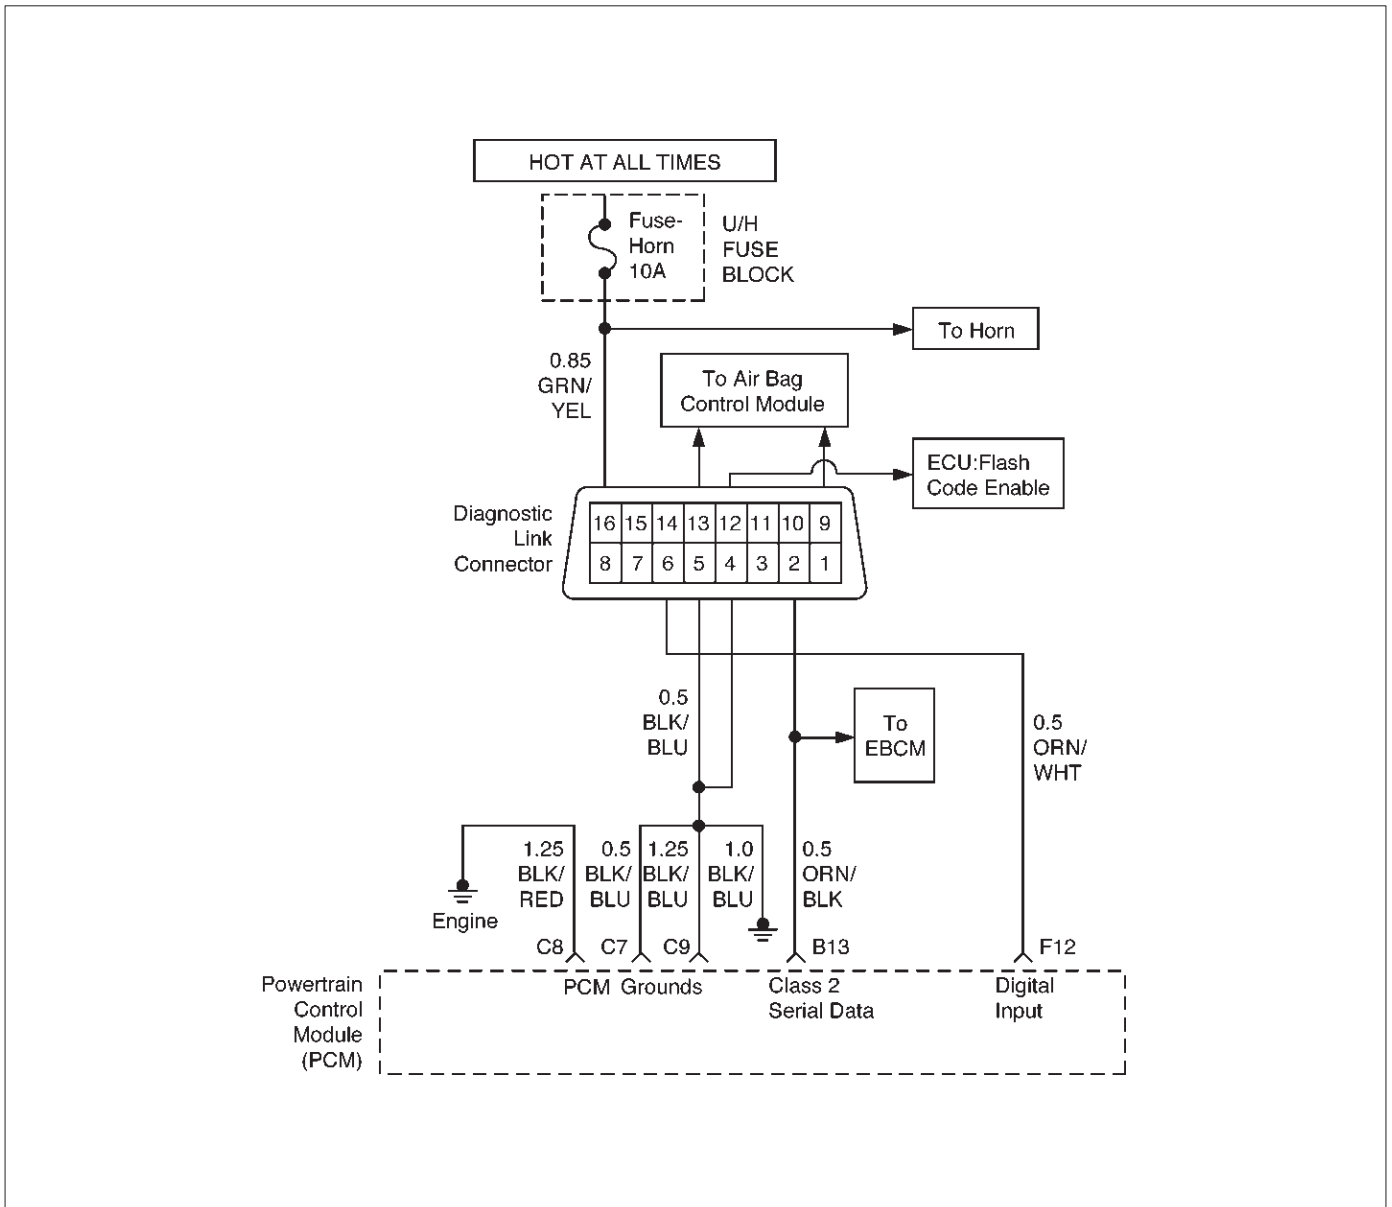 HOT AT ALL TIMES
Fuse-
Horn
10A
U/H
FUSE
BLOCK
To Horn
0.85
GRN/
YEL
To Air Bag
Control Module
ECU:Flash
Code Enable
Diagnostic
Link
Connector
16 15 14 13 12 11 10 9
8 7 6 5 4 3 2 1
0.5
BLK/
BLU
To
EBCM
0.5
ORN/
WHT
1.25
BLK/
RED
0.5
BLK/
BLU
1.25
BLK/
BLU
1.0
BLK/
BLU
0.5
ORN/
BLK
Engine
C8 C7 C9 B13 F12
Powertrain
Control
Module
(PCM)
PCM Grounds
Class 2
Serial Data
Digital
Input